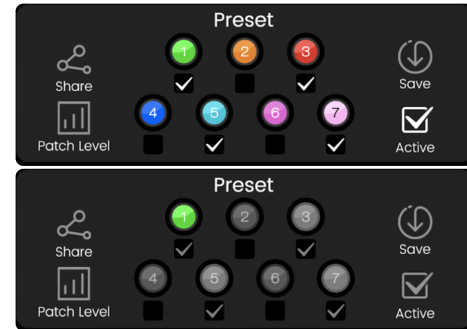 Preset
1 2 3
Share Save
4 5 6 7
Patch Level Active
Preset
1 2 3
Share Save
4 5 6 7
Patch Level Active